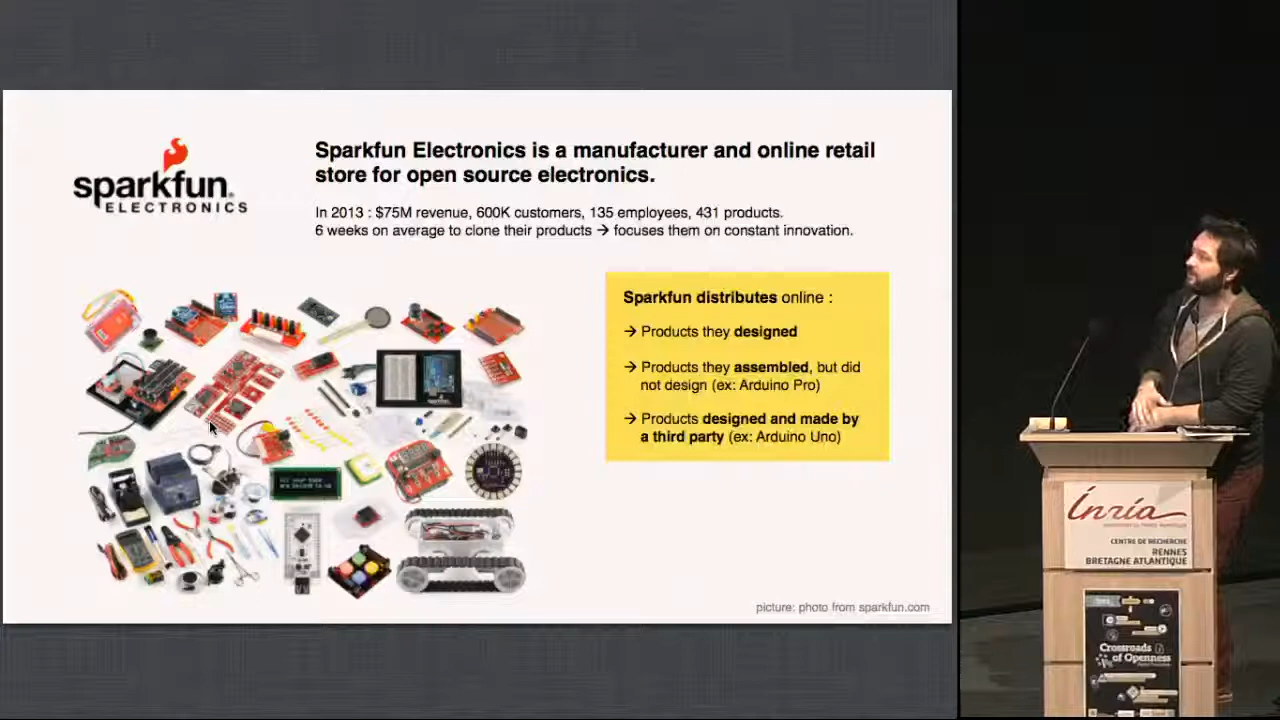 sparkfun
ELECTRONICS
Sparkfun Electronics is a manufacturer and online retail
store for open source electronics.
In 2013 : $75M revenue, 600K customers, 135 employees, 431 products.
6 weeks on average to clone their products → focuses them on constant innovation.
Sparkfun distributes online :
→ Products they designed
→ Products they assembled, but did
not design (ex: Arduino Pro)
→ Products designed and made by
a third party (ex: Arduino Uno)
picture: photo from sparkfun.com
Inría
CENTRE DE RECHERCHE
RENNES
BRETAGNE ATLANTIQUE
Crossroads
of Openness